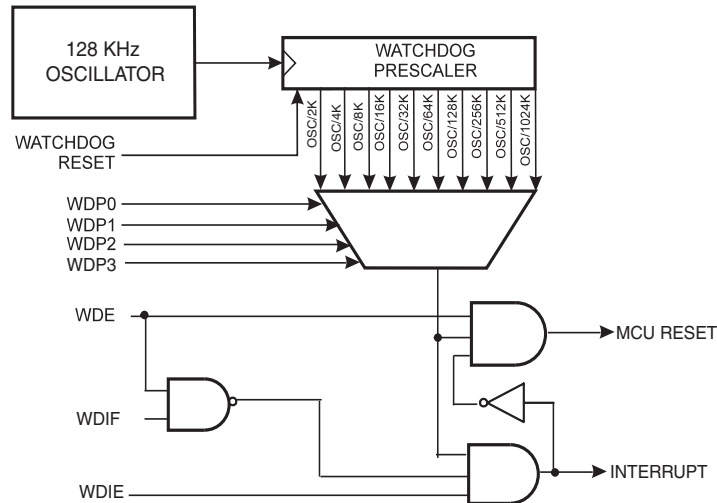 128 KHz
OSCILLATOR
WATCHDOG
PRESCALER
OSC/2K
OSC/4K
OSC/8K
OSC/16K
OSC/32K
OSC/64K
OSC/128K
OSC/256K
OSC/512K
OSC/1024K
WATCHDOG
RESET
WDP0
WDP1
WDP2
WDP3
WDE
MCU RESET
WDIF
INTERRUPT
WDIE